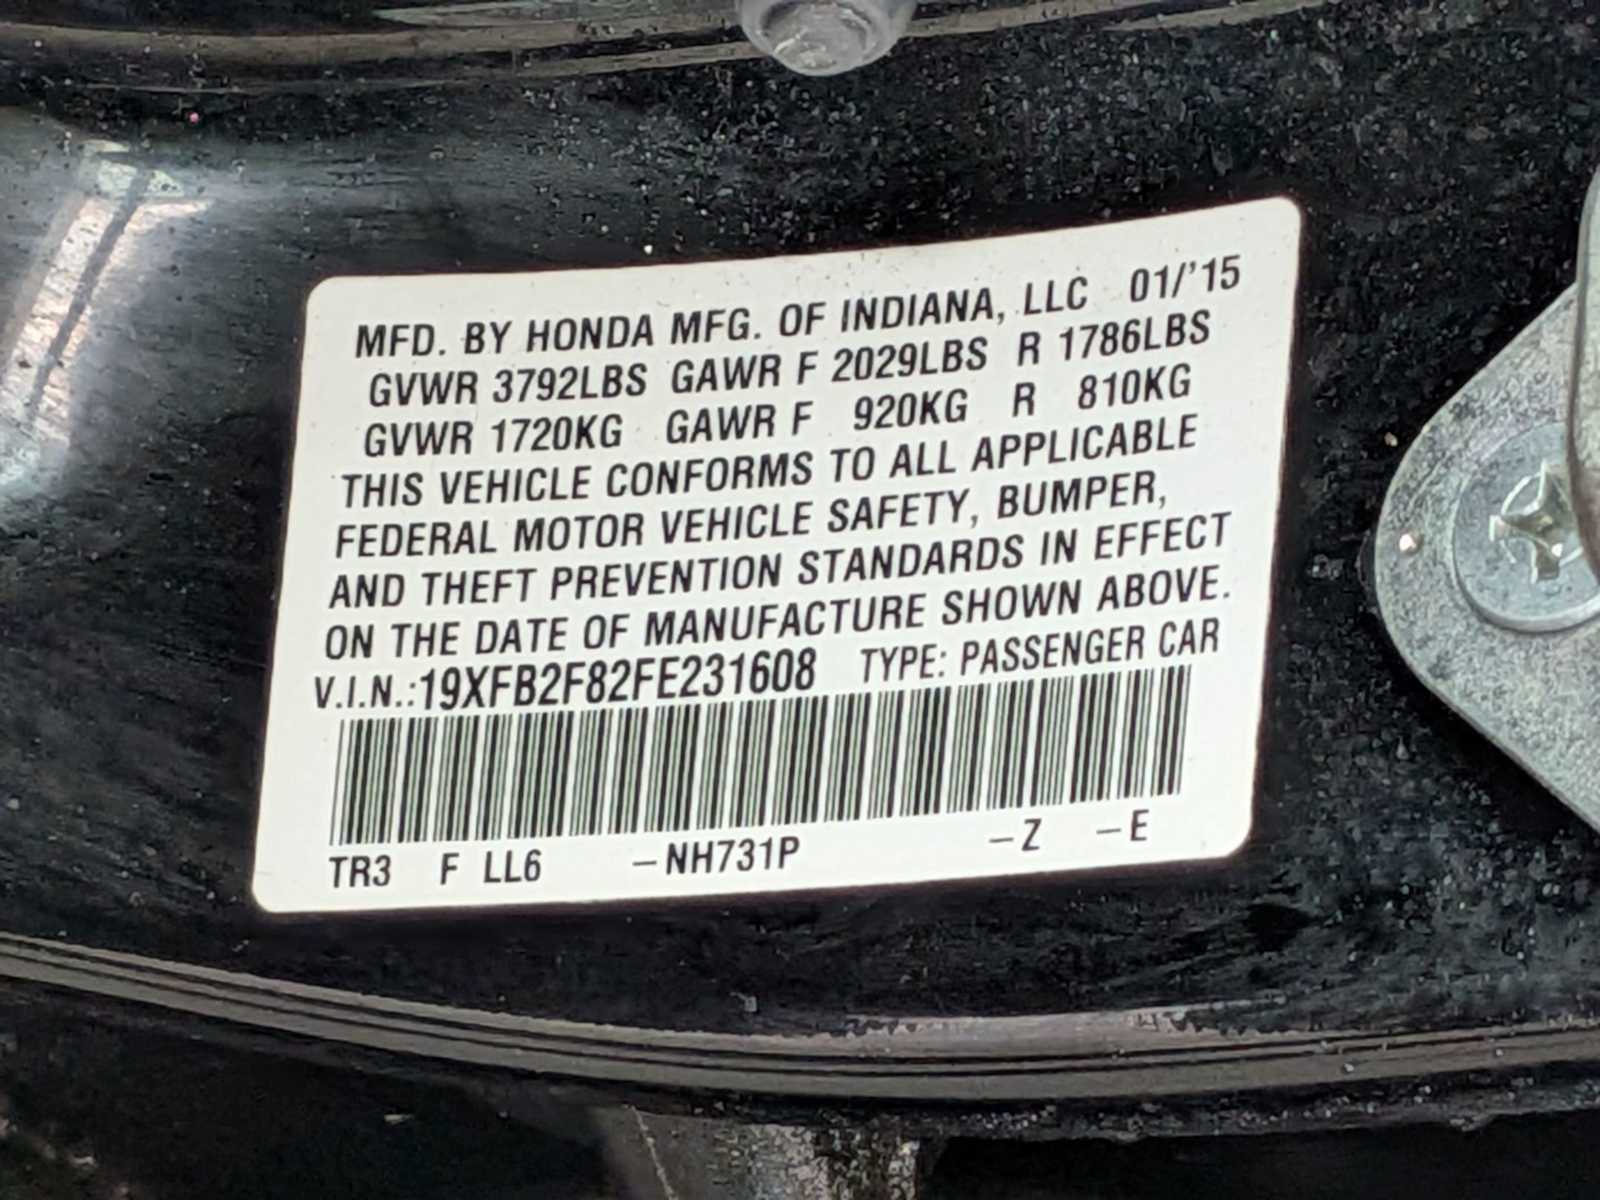 MFD. BY HONDA MFG. OF INDIANA, LLC 01/'15
GVWR 3792LBS GAWR F 2029LBS R 1786LBS
GVWR 1720KG GAWR F 920KG R 810KG
THIS VEHICLE CONFORMS TO ALL APPLICABLE
FEDERAL MOTOR VEHICLE SAFETY, BUMPER,
AND THEFT PREVENTION STANDARDS IN EFFECT
ON THE DATE OF MANUFACTURE SHOWN ABOVE.
V.I.N.:19XFB2F82FE231608 TYPE: PASSENGER CAR
TR3 F LL6 –NH731P –Z –E